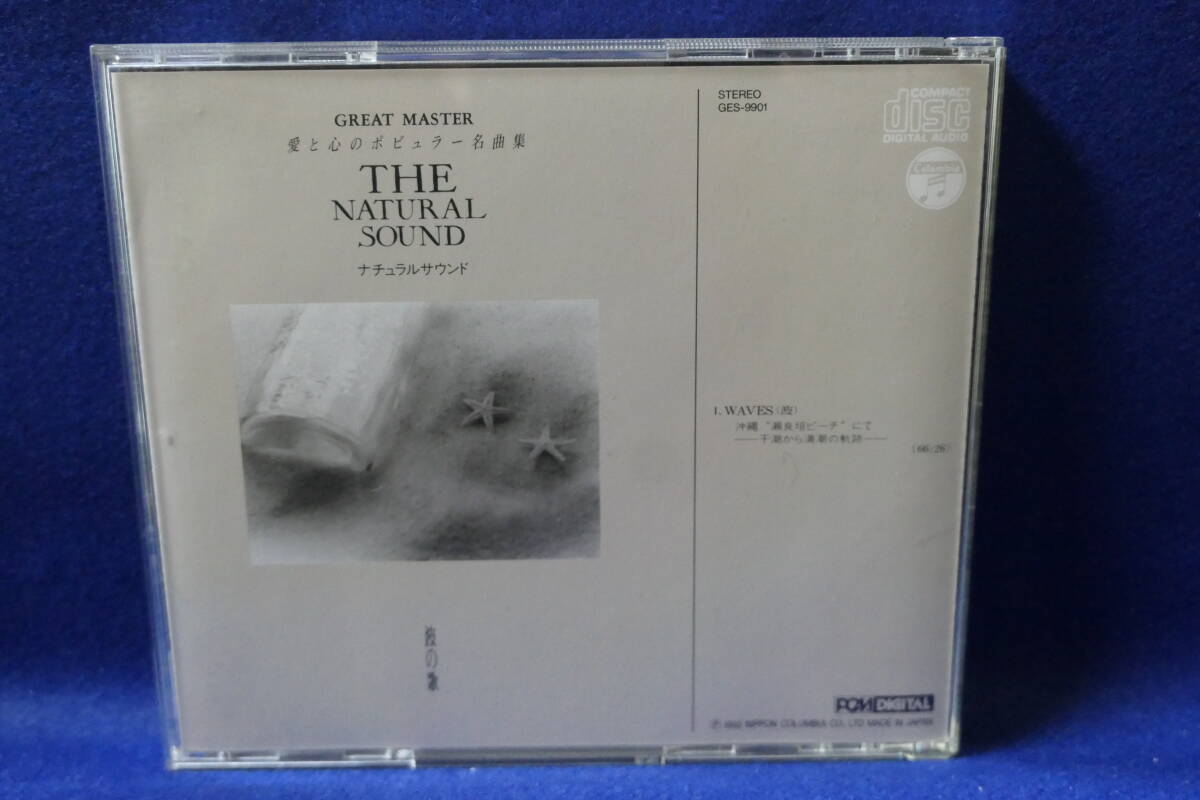 GREAT MASTER
愛と心のポピュラー名曲集
THE
NATURAL
SOUND
ナチュラルサウンド
波の歌
STEREO
GES-9901
COMPACT
disc
DIGITAL AUDIO
Columbia
1. WAVES(波)
沖縄“瀬良垣ビーチ”にて
——干潮から満潮の軌跡——
[66:26]
PCM DIGITAL
Ⓟ 1992 NIPPON COLUMBIA CO., LTD. MADE IN JAPAN